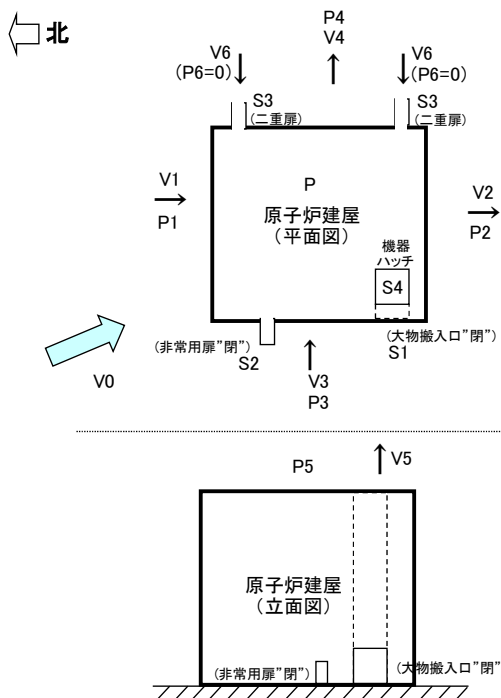 北
P4
V4
V6
(P6=0)
V6
(P6=0)
S3
(二重扉)
S3
(二重扉)
V1
P1
P
原子炉建屋
(平面図)
V2
P2
機器
ハッチ
S4
(非常用扉”閉”)
S2
(大物搬入口”閉”)
S1
V3
P3
V0
P5
V5
原子炉建屋
(立面図)
(非常用扉”閉”)
(大物搬入口”閉”